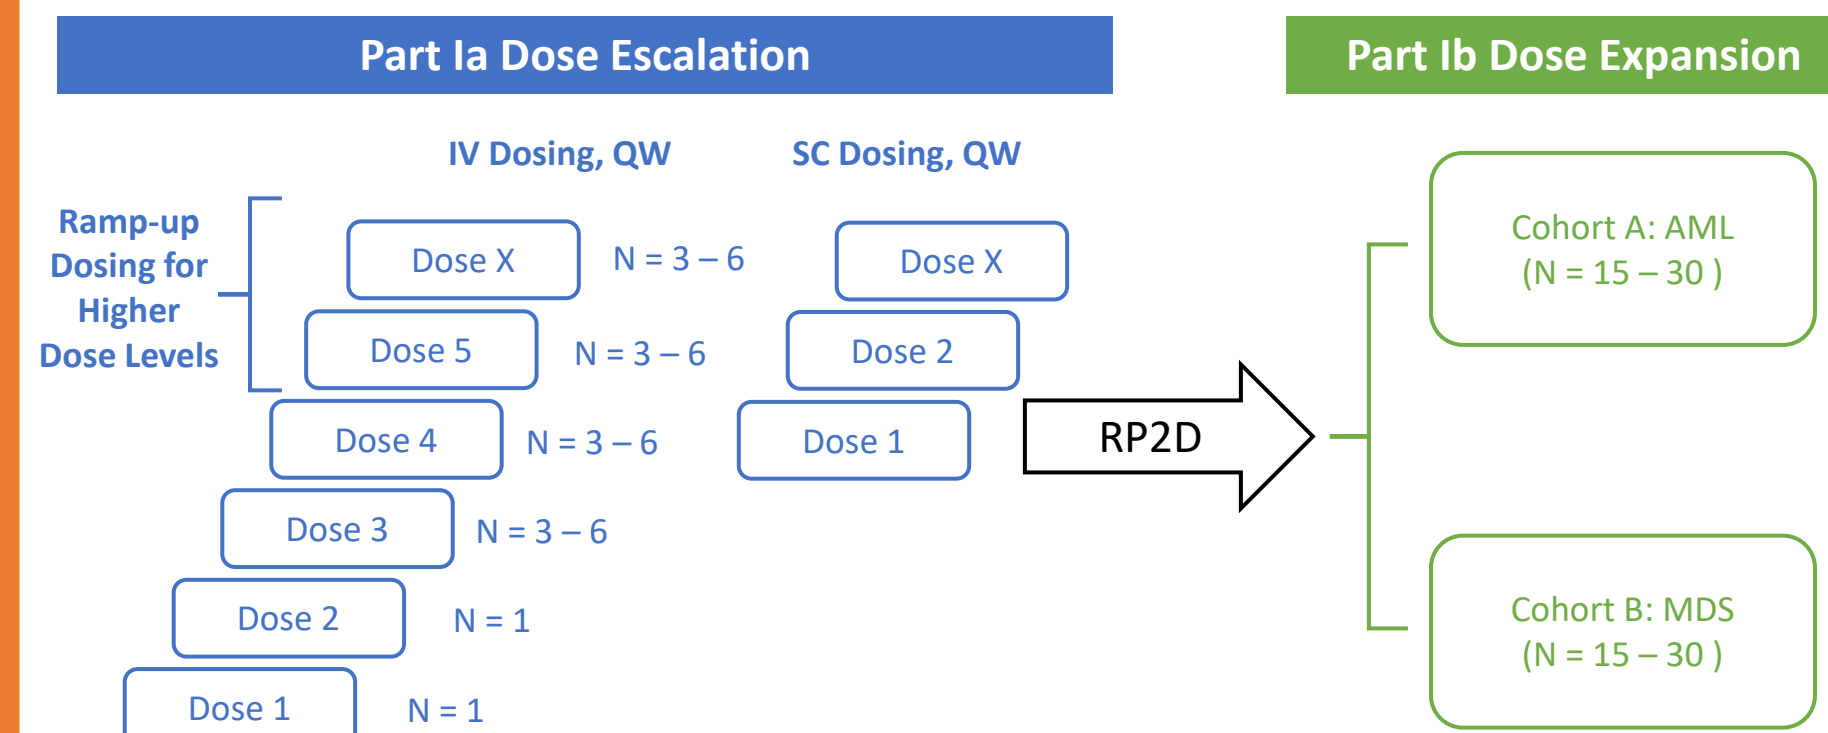 Part Ia Dose Escalation
Part Ib Dose Expansion
IV Dosing, QW
SC Dosing, QW
Ramp-up
Dosing for
Higher
Dose Levels
Dose X
N = 3 – 6
Dose 5
N = 3 – 6
Dose 4
N = 3 – 6
Dose 3
N = 3 – 6
Dose 2
N = 1
Dose 1
N = 1
Dose X
Dose 2
Dose 1
RP2D
Cohort A: AML
(N = 15 – 30 )
Cohort B: MDS
(N = 15 – 30 )